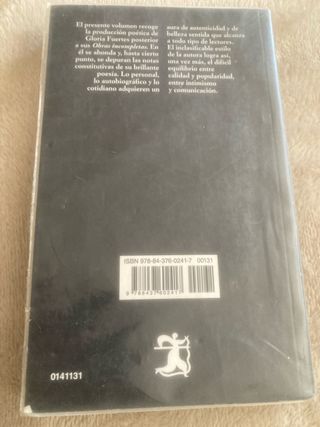 El presente volumen recoge
la producción poética de
Gloria Fuertes posterior
a sus Obras incompletas. En
él se ahonda y, hasta cierto
punto, se depuran las notas
constitutivas de su brillante
poesía. Lo personal,
lo autobiográfico y lo
cotidiano adquieren un
aura de autenticidad y de
belleza sentida que alcanza
a todo tipo de lectores.
El inclasificable estilo
de la autora logra así,
una vez más, el difícil
equilibrio entre
calidad y popularidad,
entre intimismo
y comunicación.
ISBN 978-84-376-0241-7 00131
9 788437 602417
0141131